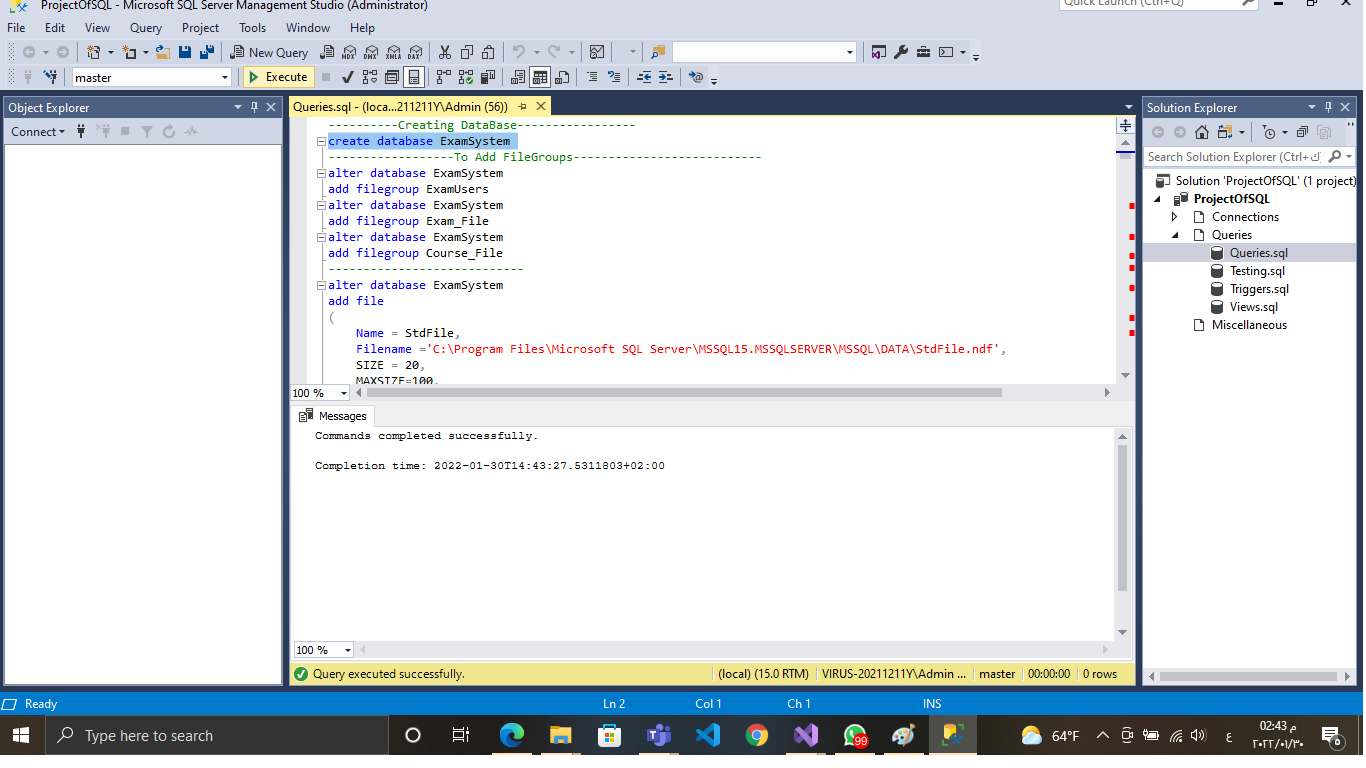 ProjectOfSQL - Microsoft SQL Server Management Studio (Administrator)
Quick Launch (Ctrl+Q)
File Edit View Query Project Tools Window Help
New Query MDX DMX XMLA DAX
master Execute
Object Explorer
Connect
Queries.sql - (loca...211211Y\Admin (56))
----------Creating DataBase-----------------
create database ExamSystem
------------------To Add FileGroups---------------------------
alter database ExamSystem
add filegroup ExamUsers
alter database ExamSystem
add filegroup Exam_File
alter database ExamSystem
add filegroup Course_File
----------------------------
alter database ExamSystem
add file
(
Name = StdFile,
Filename ='C:\Program Files\Microsoft SQL Server\MSSQL15.MSSQLSERVER\MSSQL\DATA\StdFile.ndf',
SIZE = 20,
MAXSIZE=100,
100 %
Messages
Commands completed successfully.
Completion time: 2022-01-30T14:43:27.5311803+02:00
100 %
Query executed successfully.
(local) (15.0 RTM) VIRUS-20211211Y\Admin ... master 00:00:00 0 rows
Solution Explorer
Search Solution Explorer (Ctrl+ك)
Solution 'ProjectOfSQL' (1 project)
ProjectOfSQL
Connections
Queries
Queries.sql
Testing.sql
Triggers.sql
Views.sql
Miscellaneous
Ready Ln 2 Col 1 Ch 1 INS
Type here to search
99
64°F
ع
02:43 م
٢٠٢٢/٠١/٣٠
6